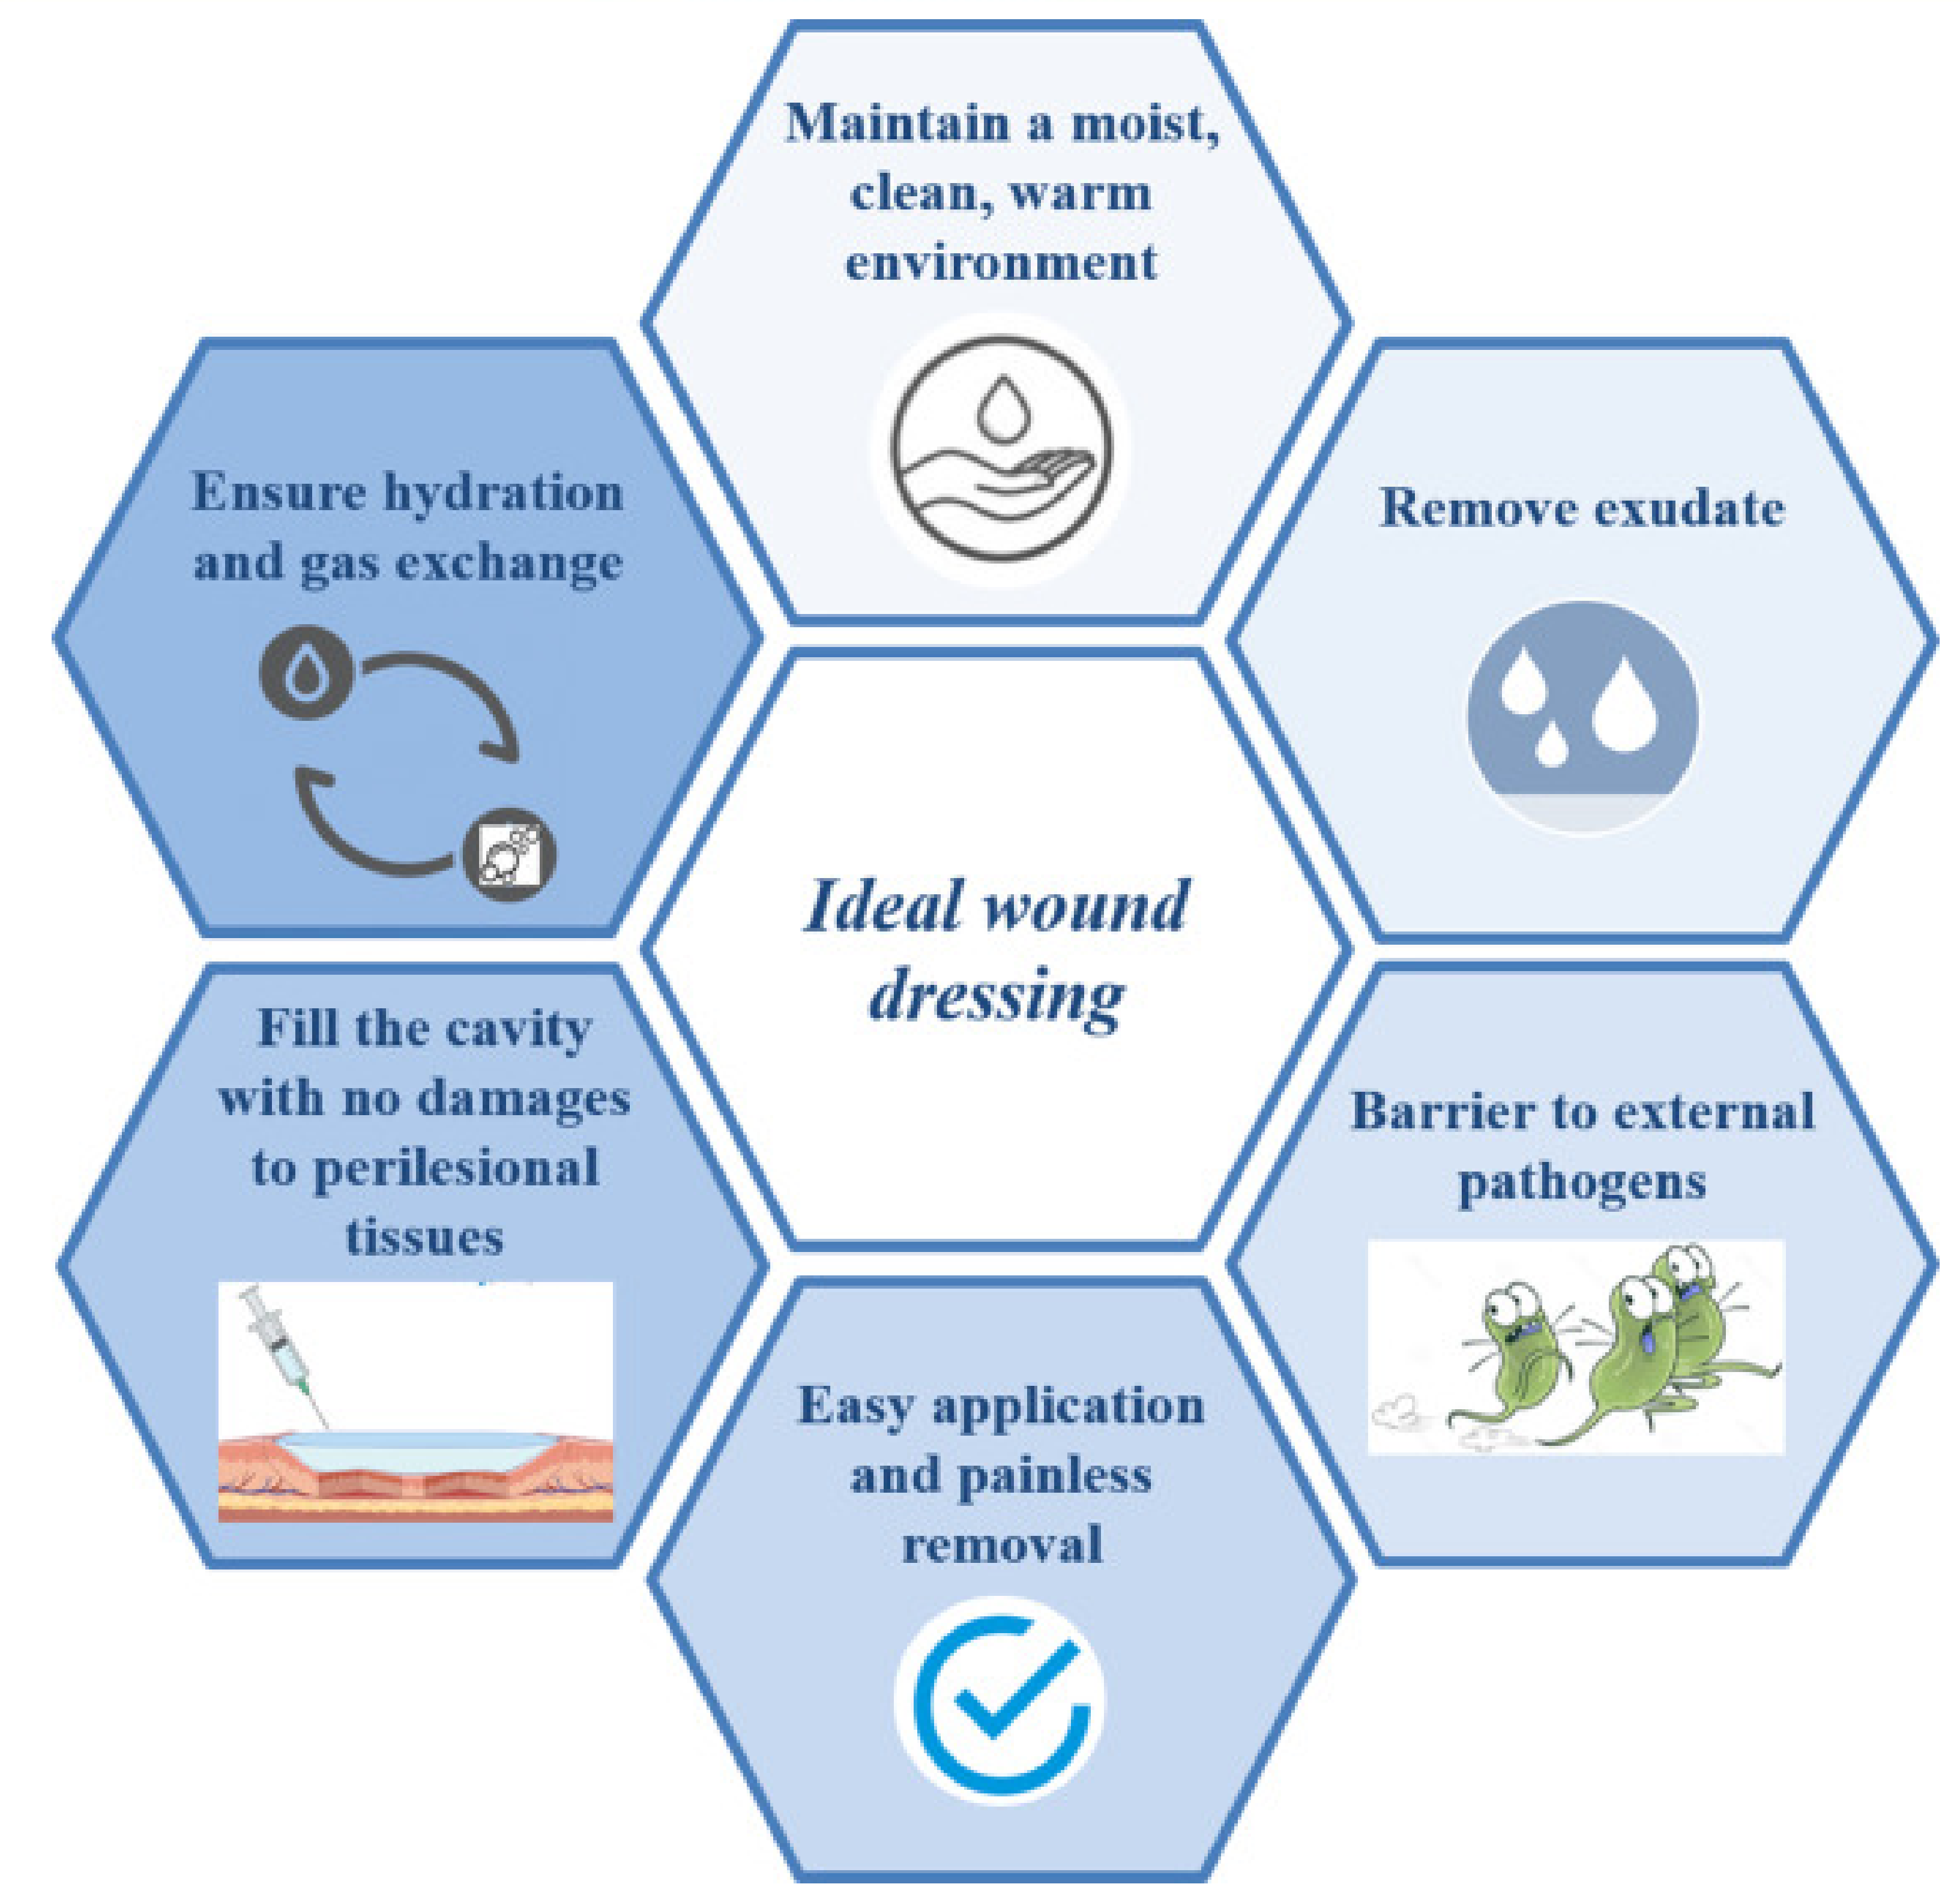 Maintain a moist,
clean, warm
environment
Remove exudate
Barrier to external
pathogens
Easy application
and painless
removal
Fill the cavity
with no damages
to perilesional
tissues
Ensure hydration
and gas exchange
Ideal wound
dressing